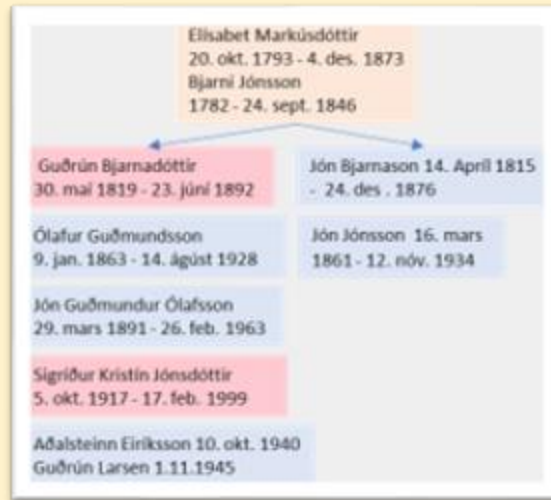 Elísabet Markúsdóttir
20. okt. 1793 - 4. des. 1873
Bjarni Jónsson
1782 - 24. sept. 1846
Guðrún Bjarnadóttir
30. maí 1819 - 23. júní 1892
Jón Bjarnason 14. Apríl 1815
- 24. des . 1876
Ólafur Guðmundsson
9. jan. 1863 - 14. ágúst 1928
Jón Jónsson 16. mars
1861 - 12. nóv. 1934
Jón Guðmundur Ólafsson
29. mars 1891 - 26. feb. 1963
Sigríður Kristín Jónsdóttir
5. okt. 1917 - 17. feb. 1999
Aðalsteinn Eiríksson 10. okt. 1940
Guðrún Larsen 1.11.1945